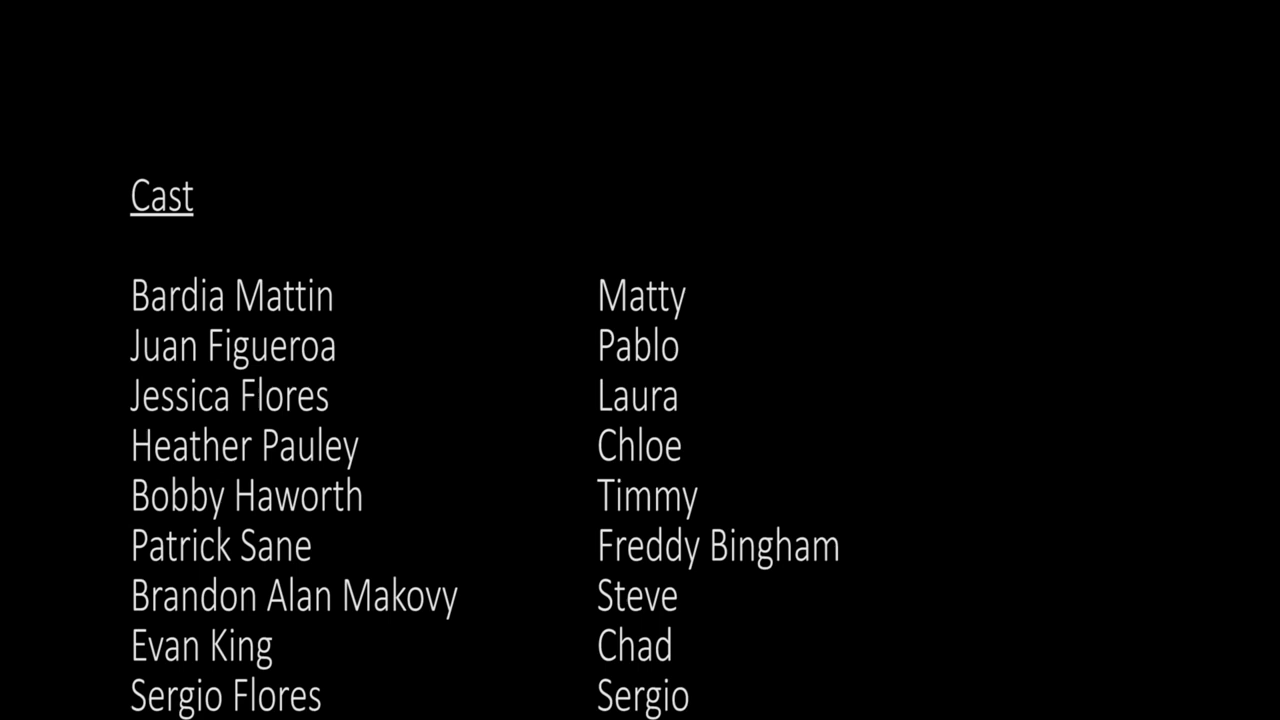 Cast
Bardia Mattin Matty
Juan Figueroa Pablo
Jessica Flores Laura
Heather Pauley Chloe
Bobby Haworth Timmy
Patrick Sane Freddy Bingham
Brandon Alan Makovy Steve
Evan King Chad
Sergio Flores Sergio